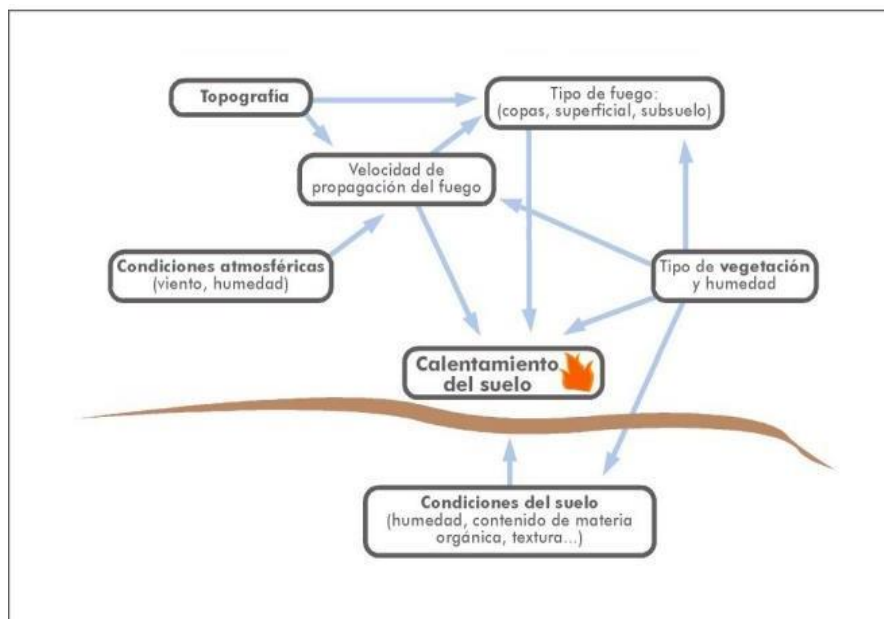 Topografía
Tipo de fuego:
(copas, superficial, subsuelo)
Velocidad de
propagación del fuego
Condiciones atmosféricas
(viento, humedad)
Tipo de vegetación
y humedad
Calentamiento
del suelo
Condiciones del suelo
(humedad, contenido de materia
orgánica, textura...)